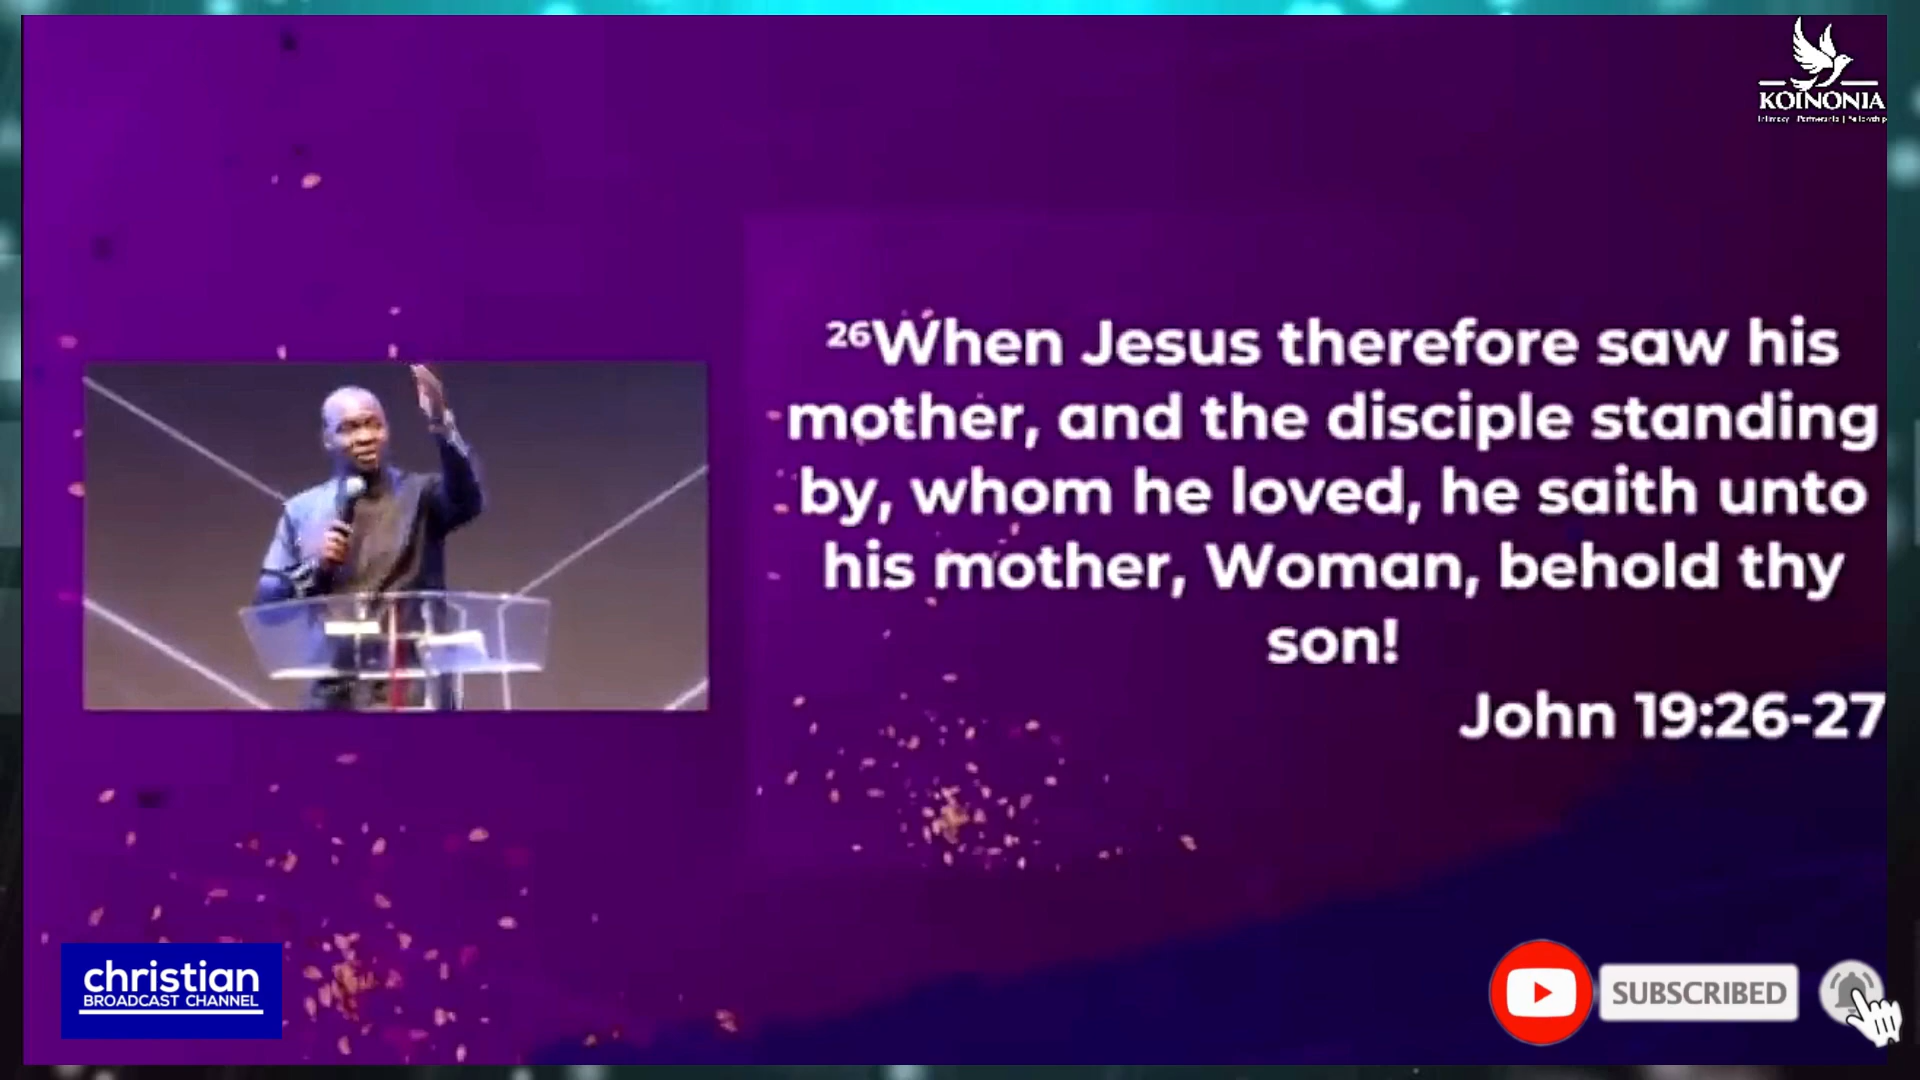 KOINONIA
²⁶When Jesus therefore saw his
mother, and the disciple standing
by, whom he loved, he saith unto
his mother, Woman, behold thy
son!
John 19:26-27
christian
BROADCAST CHANNEL
SUBSCRIBED